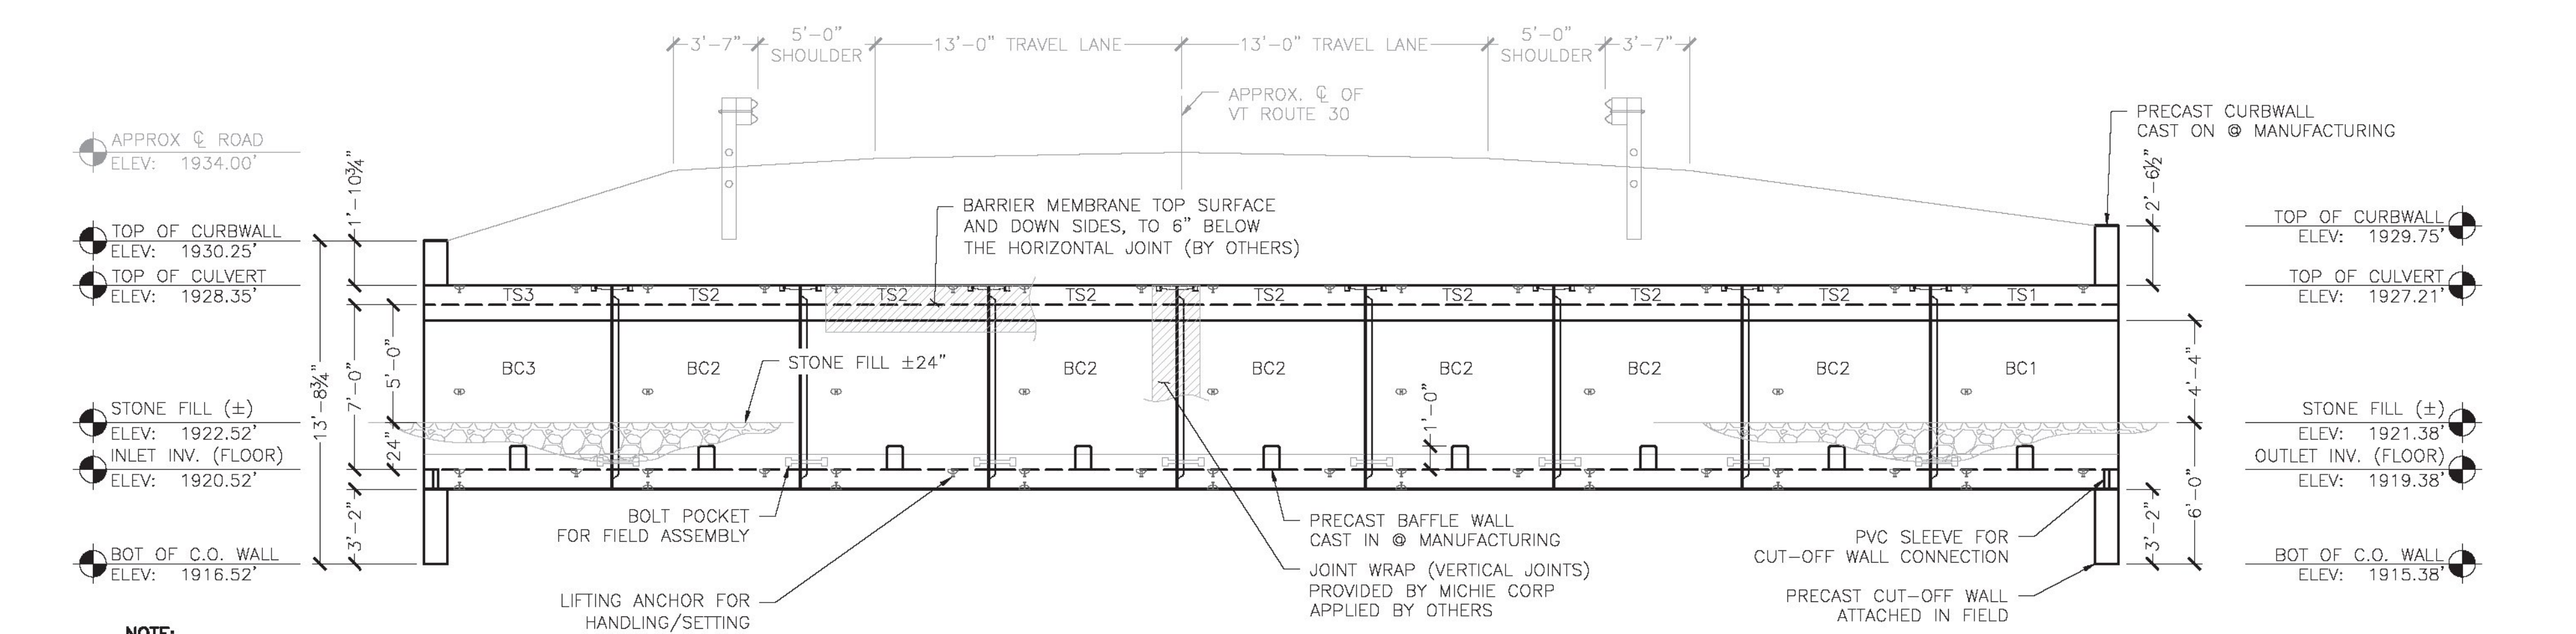 3'-7"
5'-0"
SHOULDER
13'-0" TRAVEL LANE
13'-0" TRAVEL LANE
5'-0"
SHOULDER
3'-7"
APPROX. ℄ OF
VT ROUTE 30
PRECAST CURBWALL
CAST ON @ MANUFACTURING
APPROX ℄ ROAD
ELEV: 1934.00'
1'-10¾"
2'-6½"
BARRIER MEMBRANE TOP SURFACE
AND DOWN SIDES, TO 6" BELOW
THE HORIZONTAL JOINT (BY OTHERS)
TOP OF CURBWALL
ELEV: 1930.25'
TOP OF CULVERT
ELEV: 1928.35'
TOP OF CURBWALL
ELEV: 1929.75'
TOP OF CULVERT
ELEV: 1927.21'
TS3
TS2
TS2
TS2
TS2
TS2
TS2
TS2
TS1
STONE FILL ±24"
BC3
BC2
BC2
BC2
BC2
BC2
BC2
BC1
13'-8¾"
7'-0"
5'-0"
24"
3'-2"
1'-0"
4'-4"
6'-0"
3'-2"
STONE FILL (±)
ELEV: 1922.52'
INLET INV. (FLOOR)
ELEV: 1920.52'
STONE FILL (±)
ELEV: 1921.38'
OUTLET INV. (FLOOR)
ELEV: 1919.38'
BOLT POCKET
FOR FIELD ASSEMBLY
PRECAST BAFFLE WALL
CAST IN @ MANUFACTURING
PVC SLEEVE FOR
CUT-OFF WALL CONNECTION
BOT OF C.O. WALL
ELEV: 1916.52'
JOINT WRAP (VERTICAL JOINTS)
PROVIDED BY MICHIE CORP
APPLIED BY OTHERS
BOT OF C.O. WALL
ELEV: 1915.38'
LIFTING ANCHOR FOR
HANDLING/SETTING
PRECAST CUT-OFF WALL
ATTACHED IN FIELD
NOTE: